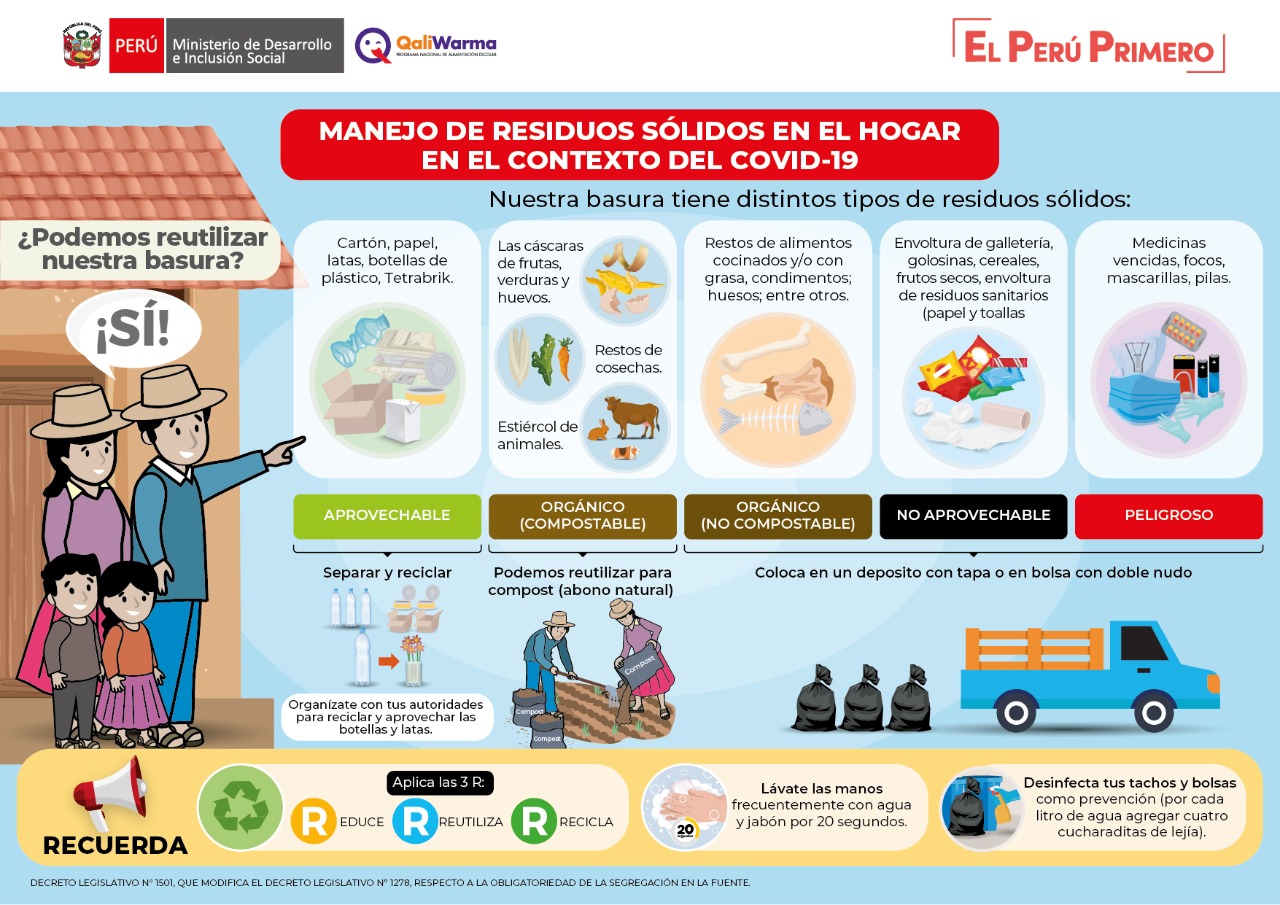 PERÚ
Ministerio de Desarrollo
e Inclusión Social
QaliWarma
PROGRAMA NACIONAL DE ALIMENTACIÓN ESCOLAR
EL PERÚ PRIMERO
MANEJO DE RESIDUOS SÓLIDOS EN EL HOGAR
EN EL CONTEXTO DEL COVID-19
Nuestra basura tiene distintos tipos de residuos sólidos:
¿Podemos reutilizar
nuestra basura?
¡SÍ!
Cartón, papel,
latas, botellas de
plástico, Tetrabrik.
Las cáscaras
de frutas,
verduras y
huevos.
Restos de
cosechas.
Estiércol de
animales.
Restos de alimentos
cocinados y/o con
grasa, condimentos;
huesos; entre otros.
Envoltura de galletería,
golosinas, cereales,
frutos secos, envoltura
de residuos sanitarios
(papel y toallas
Medicinas
vencidas, focos,
mascarillas, pilas.
APROVECHABLE
ORGÁNICO
(COMPOSTABLE)
ORGÁNICO
(NO COMPOSTABLE)
NO APROVECHABLE
PELIGROSO
Separar y reciclar
Podemos reutilizar para
compost (abono natural)
Coloca en un deposito con tapa o en bolsa con doble nudo
Compost
Compost
Compost
Organízate con tus autoridades
para reciclar y aprovechar las
botellas y latas.
RECUERDA
Aplica las 3 R:
R EDUCE
R REUTILIZA
R RECICLA
20
segundos
Lávate las manos
frecuentemente con agua
y jabón por 20 segundos.
Desinfecta tus tachos y bolsas
como prevención (por cada
litro de agua agregar cuatro
cucharaditas de lejía).
DECRETO LEGISLATIVO N° 1501, QUE MODIFICA EL DECRETO LEGISLATIVO N° 1278, RESPECTO A LA OBLIGATORIEDAD DE LA SEGREGACIÓN EN LA FUENTE.